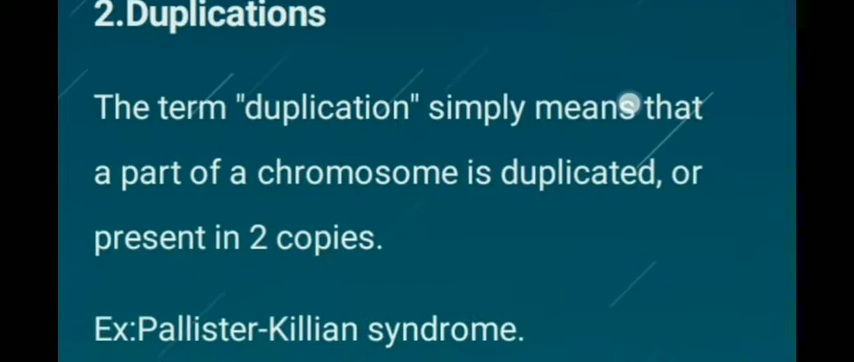 2.Duplications
The term "duplication" simply means that
a part of a chromosome is duplicated, or
present in 2 copies.
Ex:Pallister-Killian syndrome.